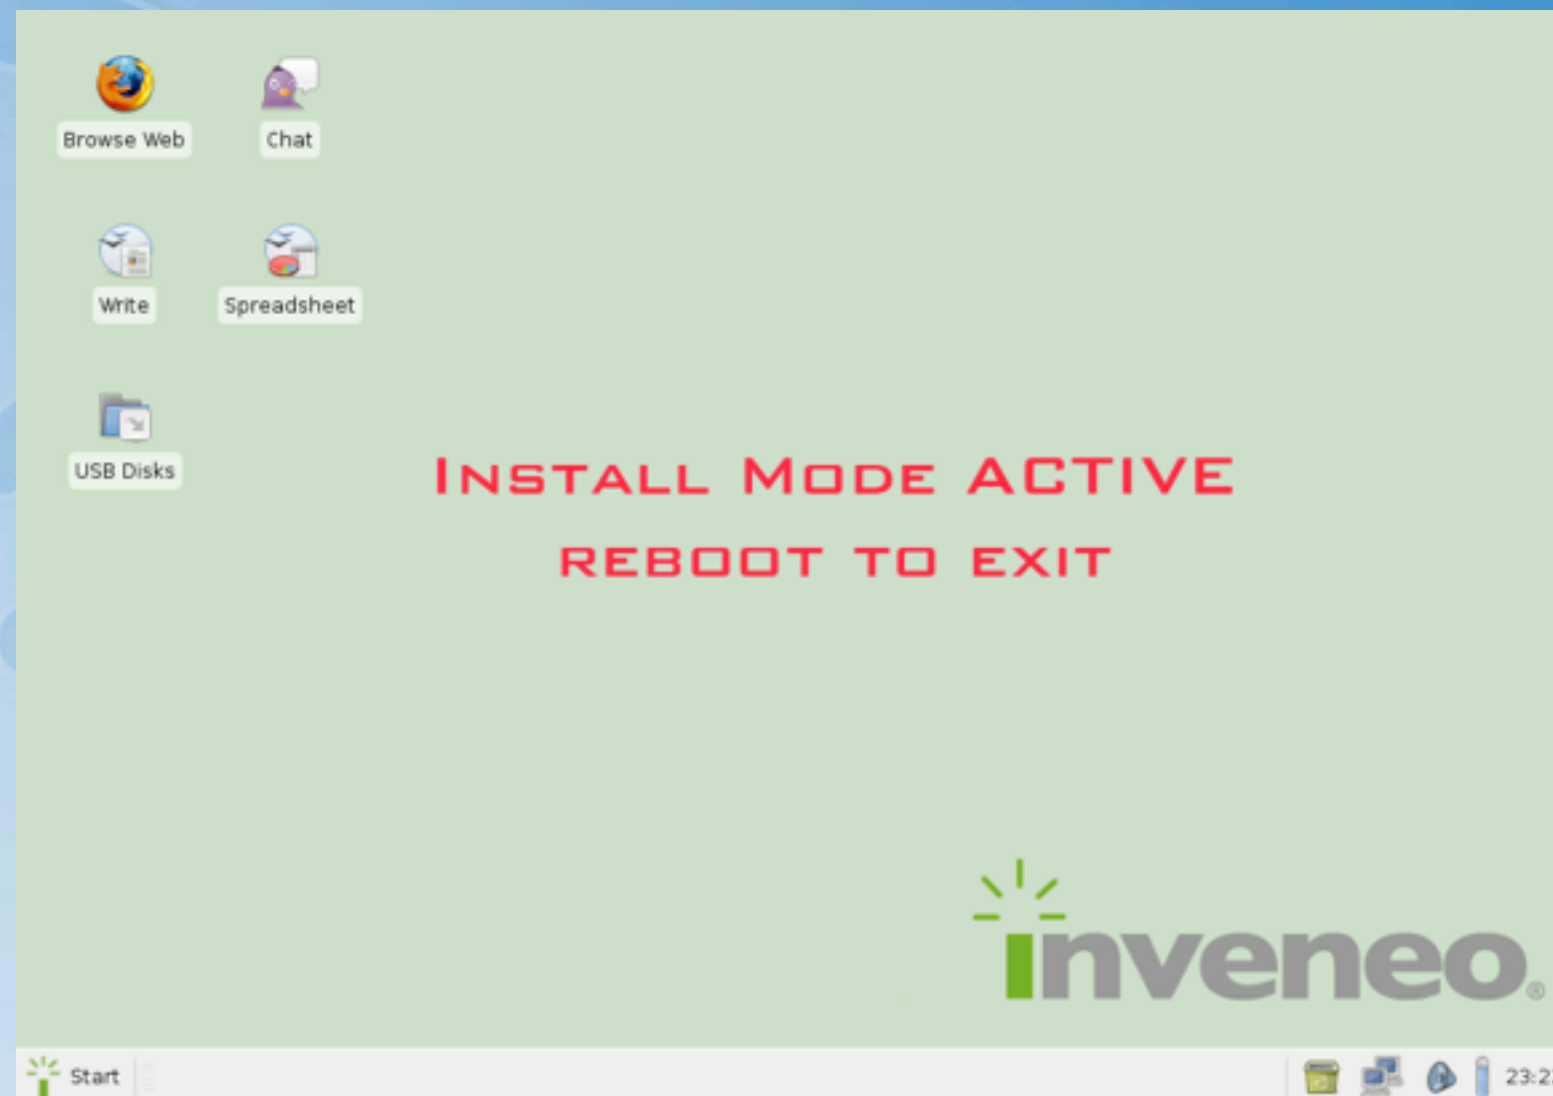 Browse Web
Chat
Write
Spreadsheet
USB Disks
INSTALL MODE ACTIVE
REBOOT TO EXIT
inveneo®
Start